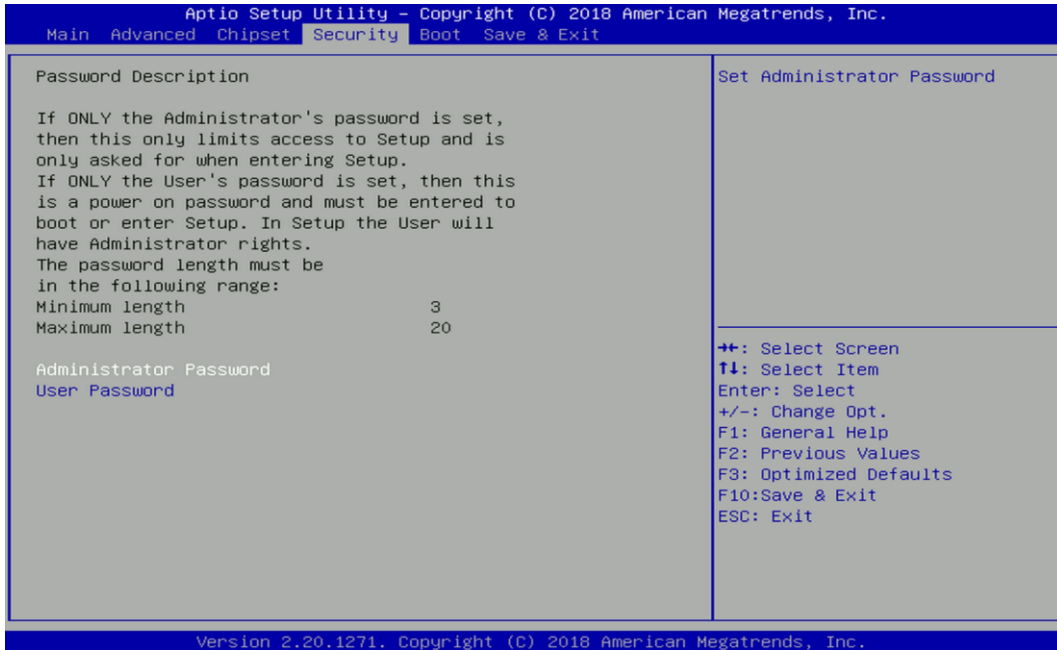 Aptio Setup Utility – Copyright (C) 2018 American Megatrends, Inc.
Main Advanced Chipset Security Boot Save & Exit
Password Description
If ONLY the Administrator's password is set,
then this only limits access to Setup and is
only asked for when entering Setup.
If ONLY the User's password is set, then this
is a power on password and must be entered to
boot or enter Setup. In Setup the User will
have Administrator rights.
The password length must be
in the following range:
Minimum length 3
Maximum length 20
Administrator Password
User Password
Set Administrator Password
→←: Select Screen
↑↓: Select Item
Enter: Select
+/-: Change Opt.
F1: General Help
F2: Previous Values
F3: Optimized Defaults
F10:Save & Exit
ESC: Exit
Version 2.20.1271. Copyright (C) 2018 American Megatrends, Inc.